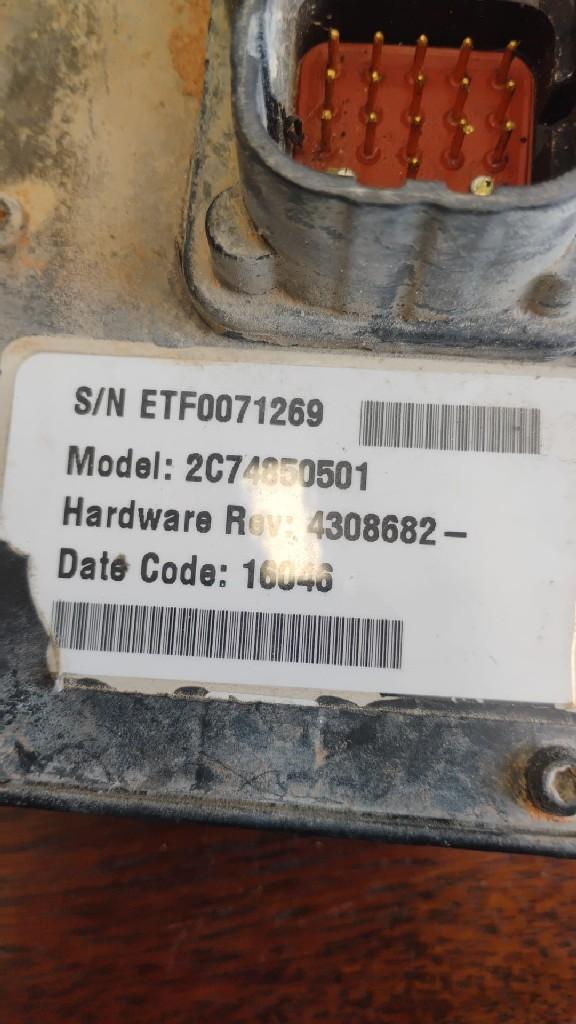 S/N ETF0071269
Model: 2C74850501
Hardware Rev: 4308682-
Date Code: 16046